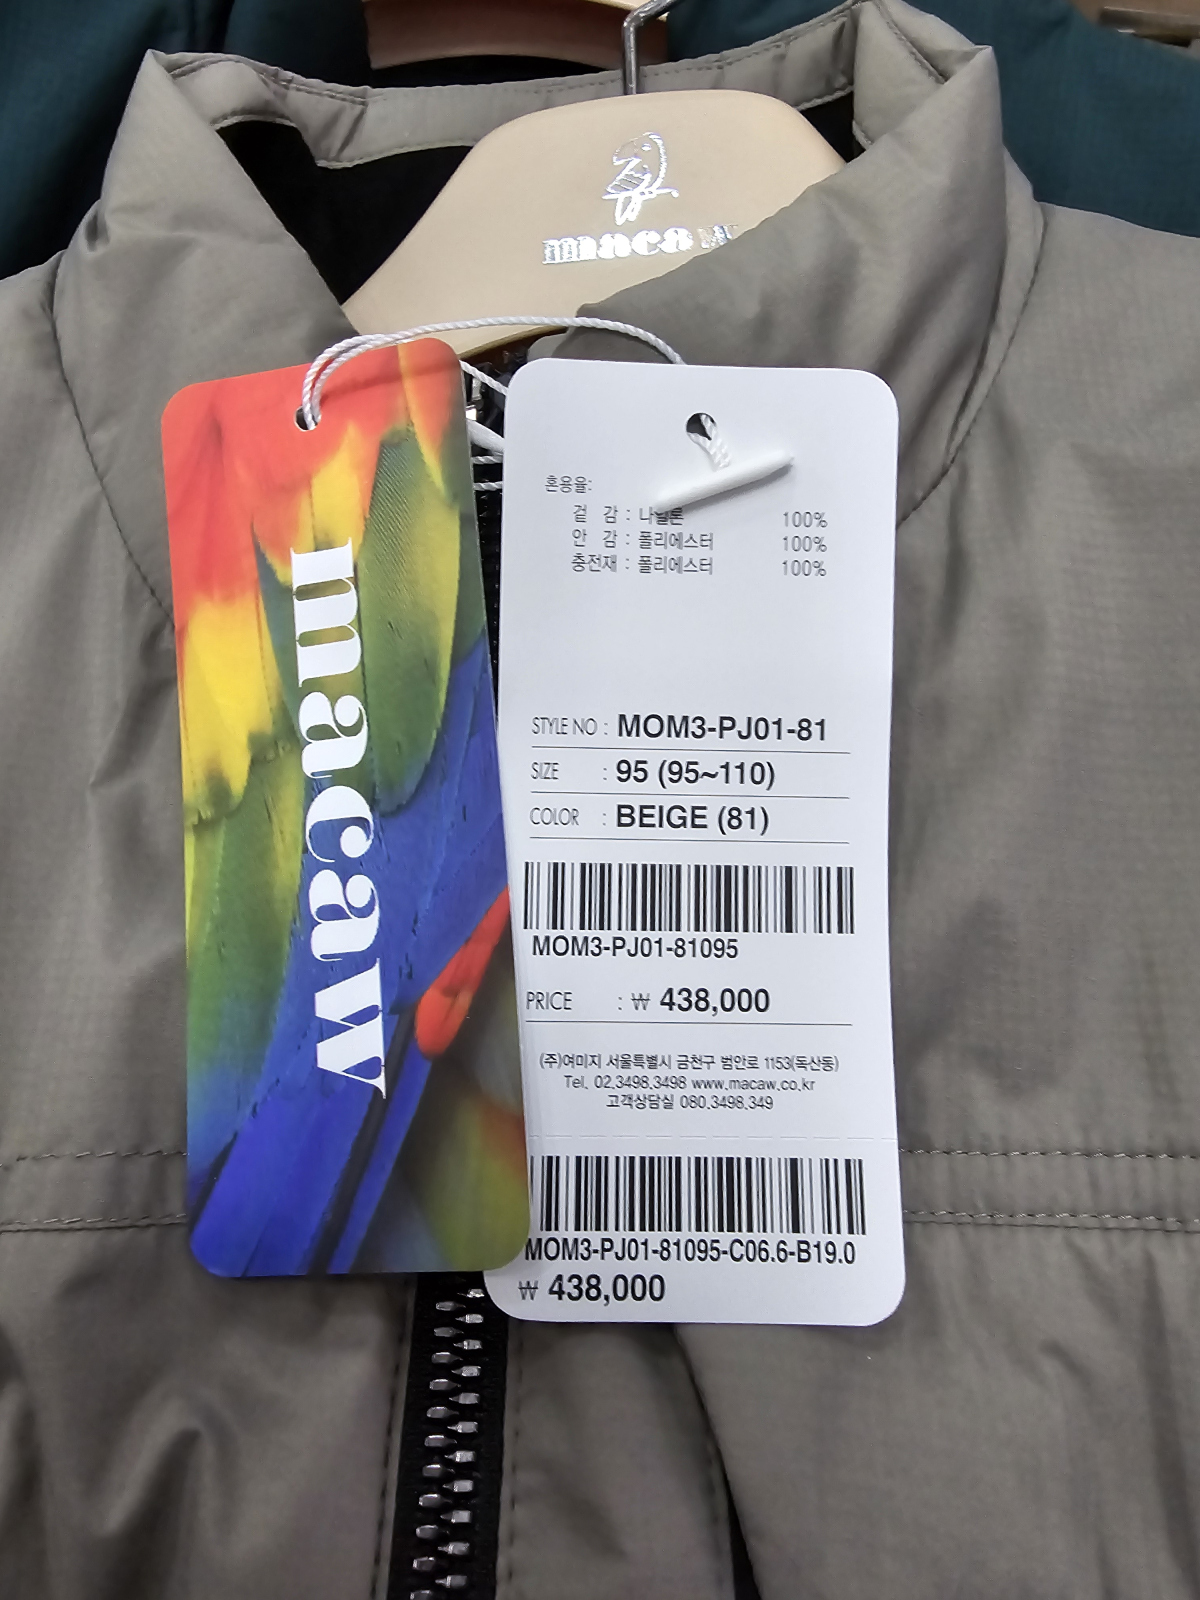 macaw
macaw
혼용율:
겉 감 : 나일론 100%
안 감 : 폴리에스터 100%
충전재 : 폴리에스터 100%
STYLE NO : MOM3-PJ01-81
SIZE : 95 (95~110)
COLOR : BEIGE (81)
MOM3-PJ01-81095
PRICE : ₩ 438,000
(주)여미지 서울특별시 금천구 범안로 1153(독산동)
Tel. 02.3498.3498 www.macaw.co.kr
고객상담실 080.3498.349
MOM3-PJ01-81095-C06.6-B19.0
₩ 438,000